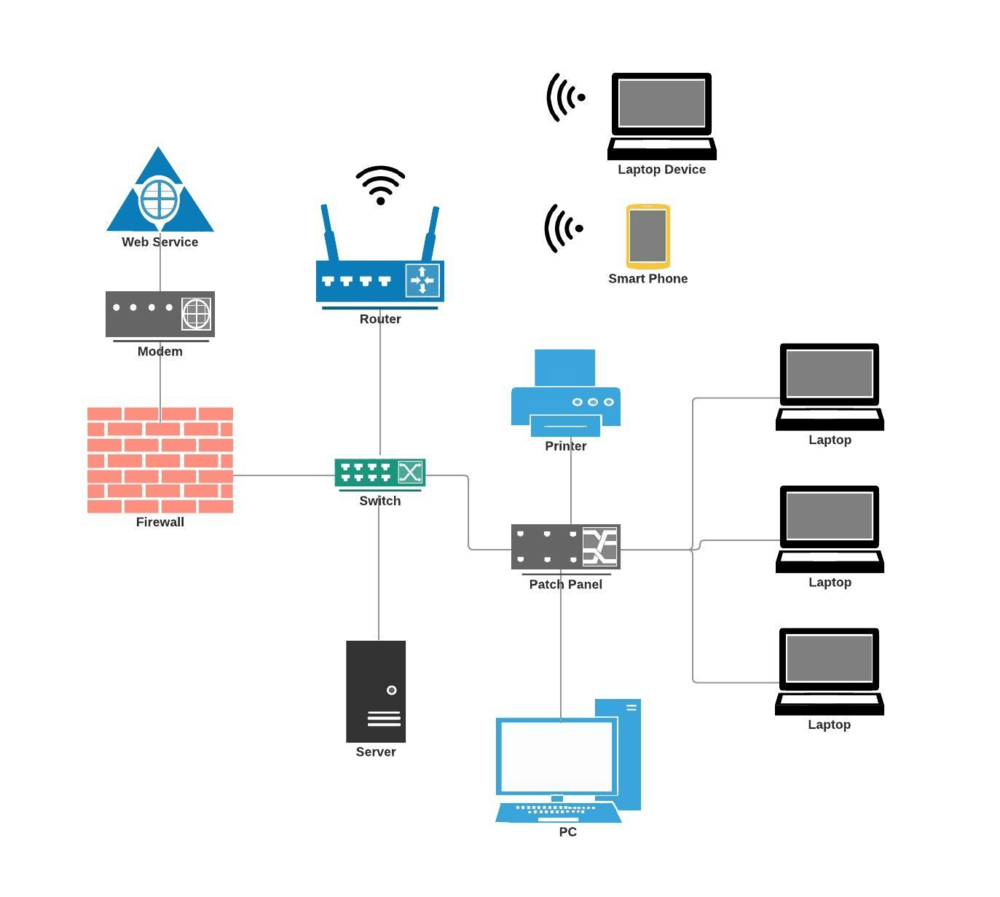 Laptop Device
Web Service
Smart Phone
Router
Modem
Printer
Laptop
Switch
Firewall
Patch Panel
Laptop
Laptop
Server
PC